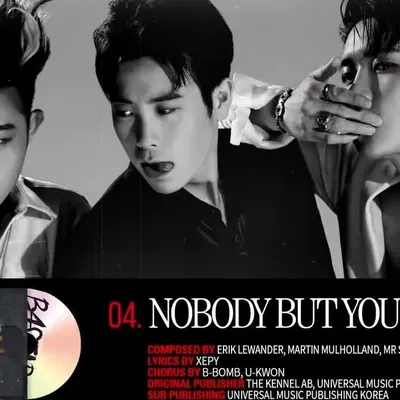 04. NOBODY BUT YOU
COMPOSED BY ERIK LEWANDER, MARTIN MULHOLLAND, MR S
LYRICS BY XEPY
CHORUS BY B-BOMB, U-KWON
ORIGINAL PUBLISHER THE KENNEL AB, UNIVERSAL MUSIC P
SUB PUBLISHING UNIVERSAL MUSIC PUBLISHING KOREA